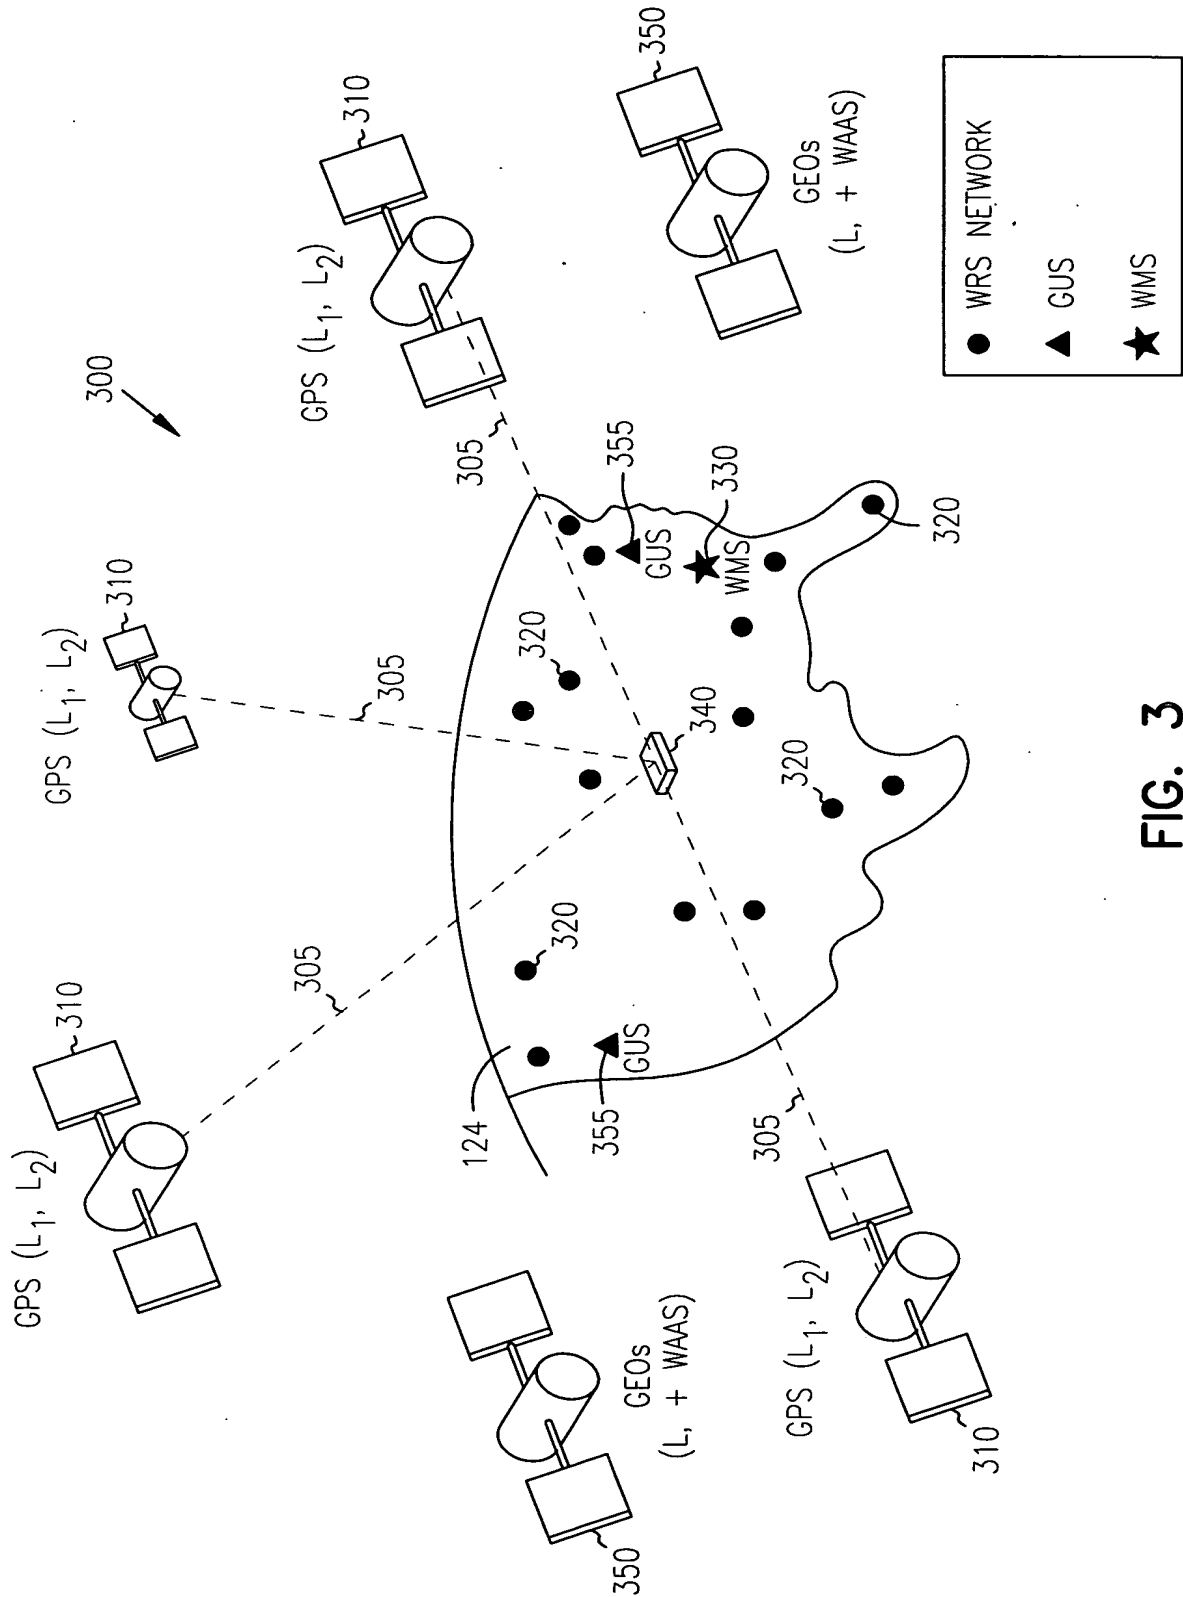 300
GPS (L1, L2)
310
GPS (L1, L2)
310
GPS (L1, L2)
310
305
305
305
350
GEOs
(L, + WAAS)
350
GEOs
(L, + WAAS)
124
320
320
355
GUS
355
GUS
330
WMS
340
320
320
305
GPS (L1, L2)
310
WRS NETWORK
GUS
WMS
FIG. 3